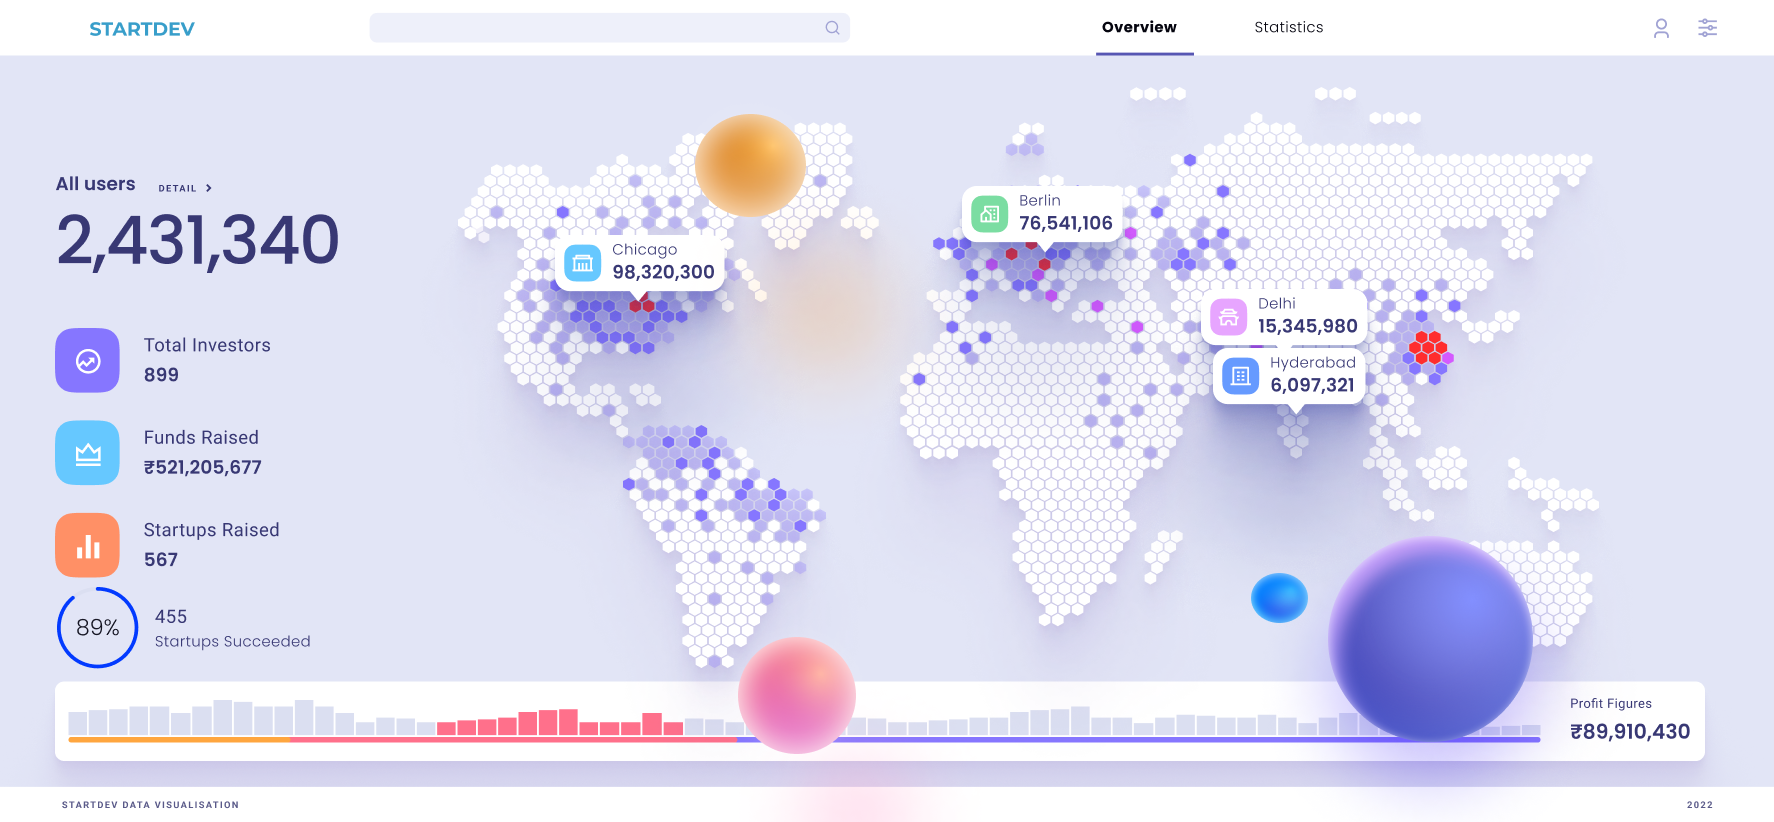 STARTDEV
Overview
Statistics
All users
DETAIL
2,431,340
Total Investors
899
Funds Raised
₹521,205,677
Startups Raised
567
89%
455
Startups Succeeded
Chicago
98,320,300
Berlin
76,541,106
Delhi
15,345,980
Hyderabad
6,097,321
Profit Figures
₹89,910,430
STARTDEV DATA VISUALISATION
2022